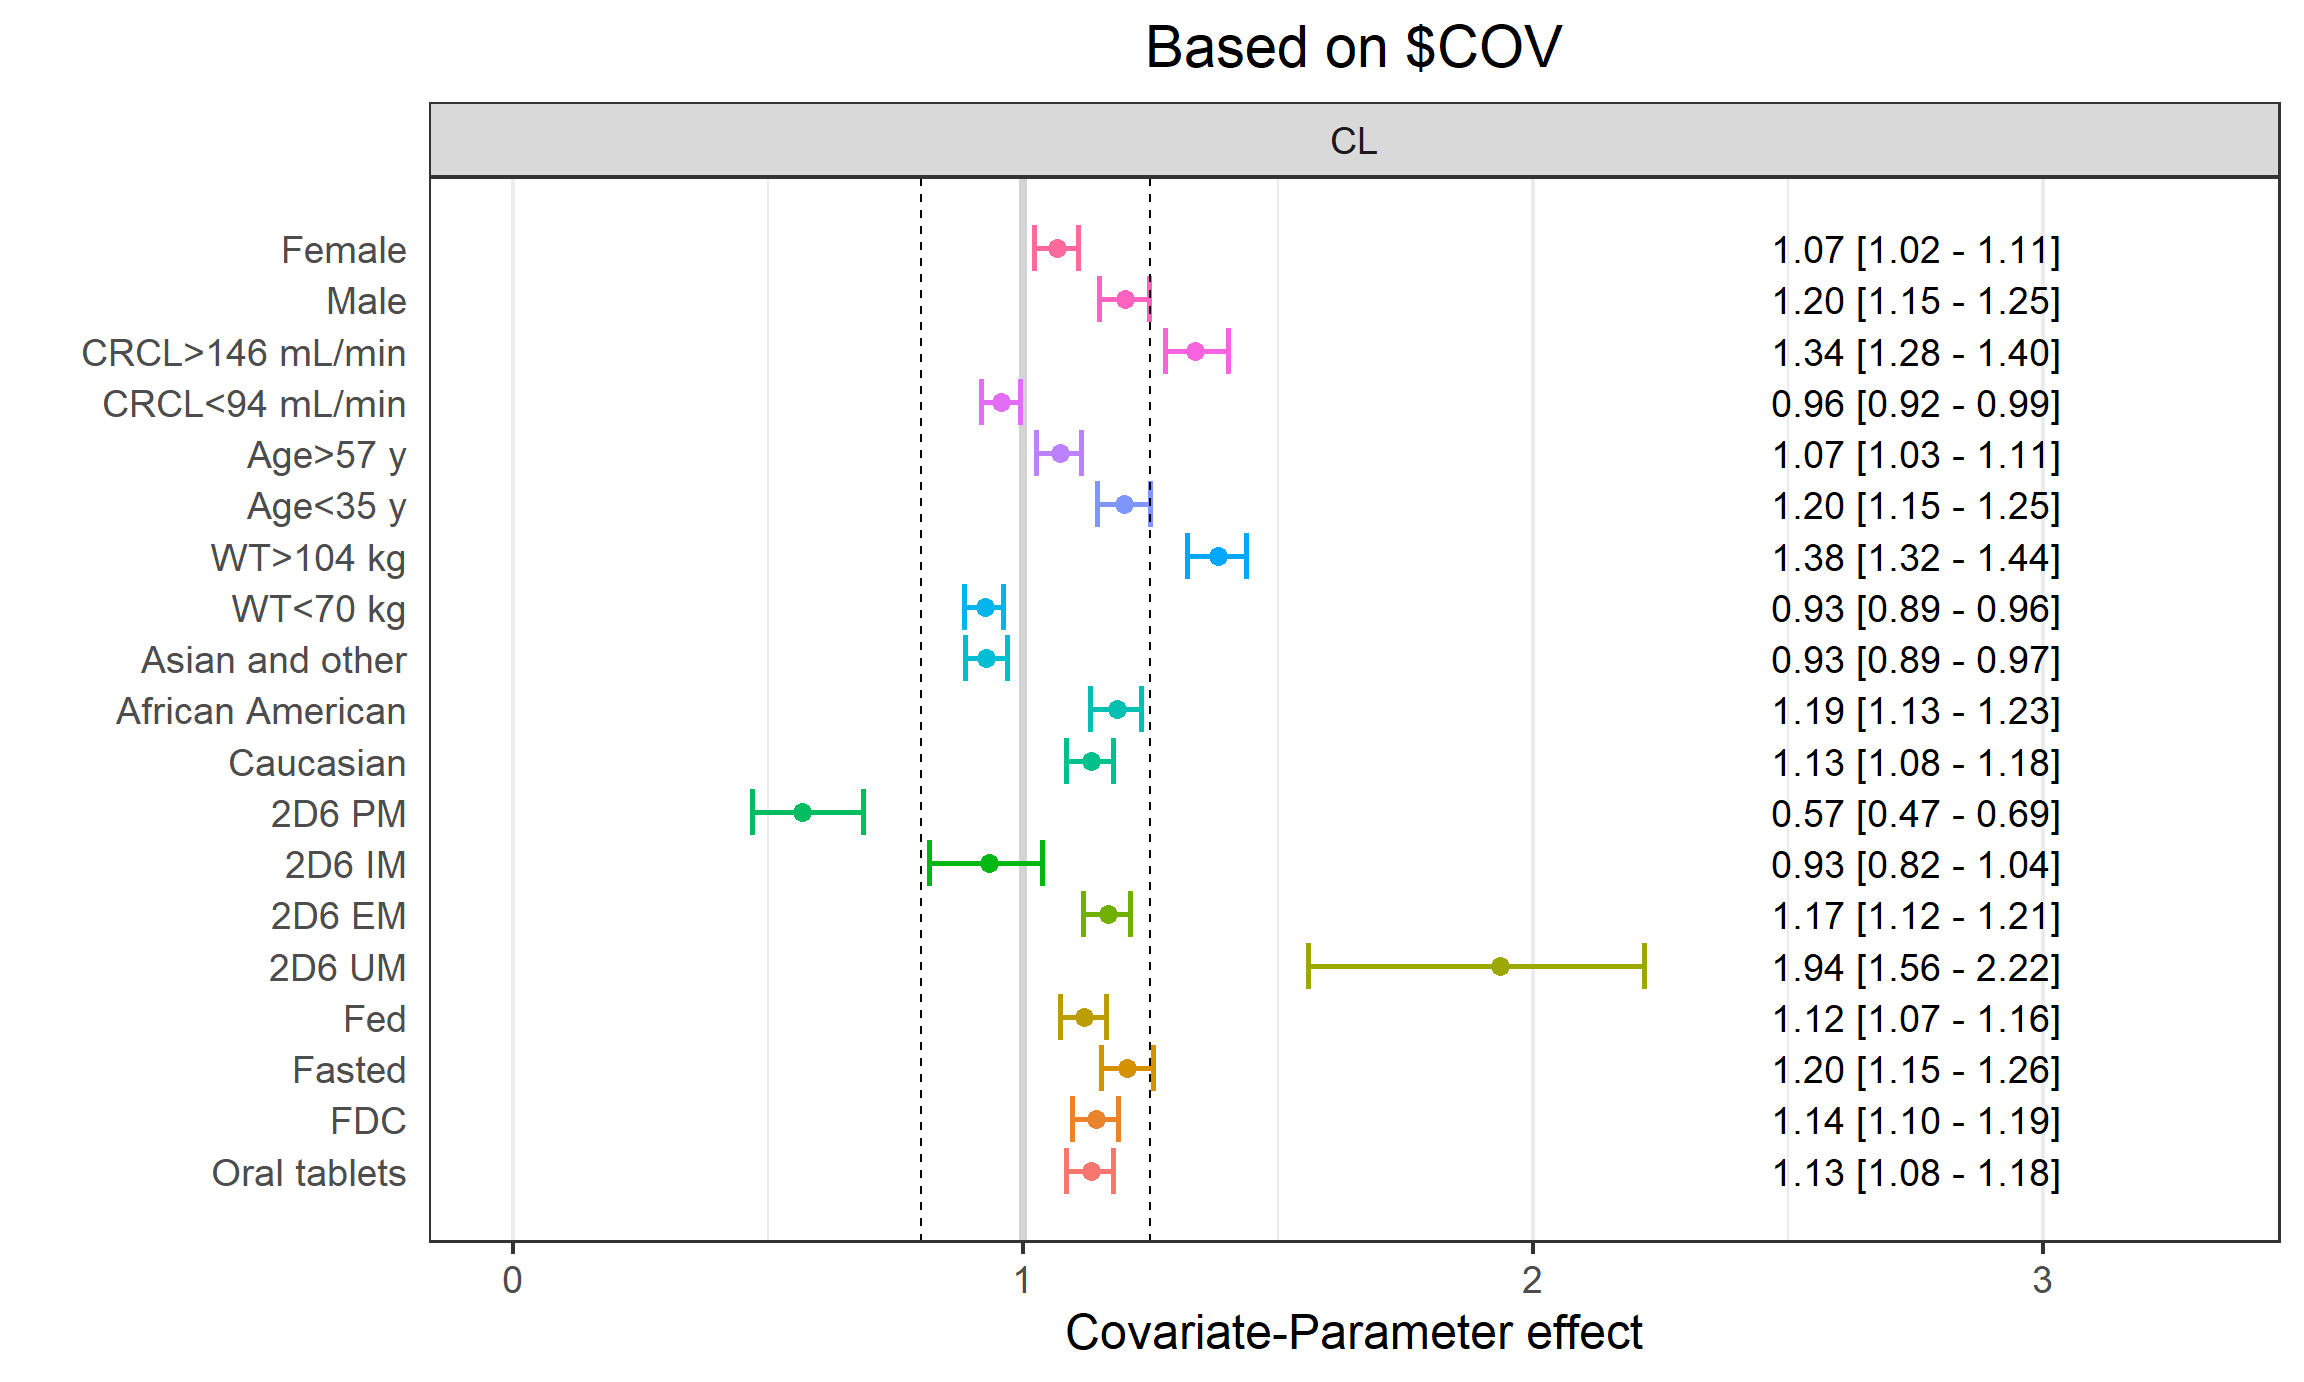 Based on $COV
CL
Female 1.07 [1.02 - 1.11]
Male 1.20 [1.15 - 1.25]
CRCL>146 mL/min 1.34 [1.28 - 1.40]
CRCL<94 mL/min 0.96 [0.92 - 0.99]
Age>57 y 1.07 [1.03 - 1.11]
Age<35 y 1.20 [1.15 - 1.25]
WT>104 kg 1.38 [1.32 - 1.44]
WT<70 kg 0.93 [0.89 - 0.96]
Asian and other 0.93 [0.89 - 0.97]
African American 1.19 [1.13 - 1.23]
Caucasian 1.13 [1.08 - 1.18]
2D6 PM 0.57 [0.47 - 0.69]
2D6 IM 0.93 [0.82 - 1.04]
2D6 EM 1.17 [1.12 - 1.21]
2D6 UM 1.94 [1.56 - 2.22]
Fed 1.12 [1.07 - 1.16]
Fasted 1.20 [1.15 - 1.26]
FDC 1.14 [1.10 - 1.19]
Oral tablets 1.13 [1.08 - 1.18]
0 1 2 3
Covariate-Parameter effect